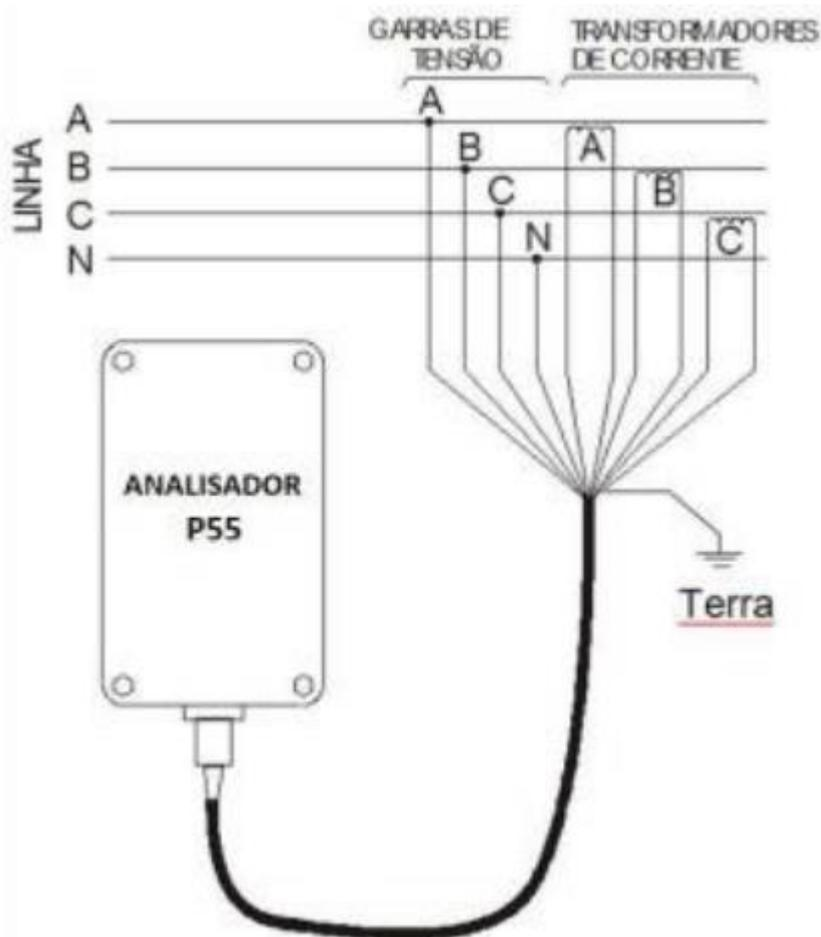 GARRAS DE
TENSÃO
TRANSFORMADORES
DE CORRENTE
LINHA
A
B
C
N
A
B
C
N
A
B
C
ANALISADOR
P55
Terra